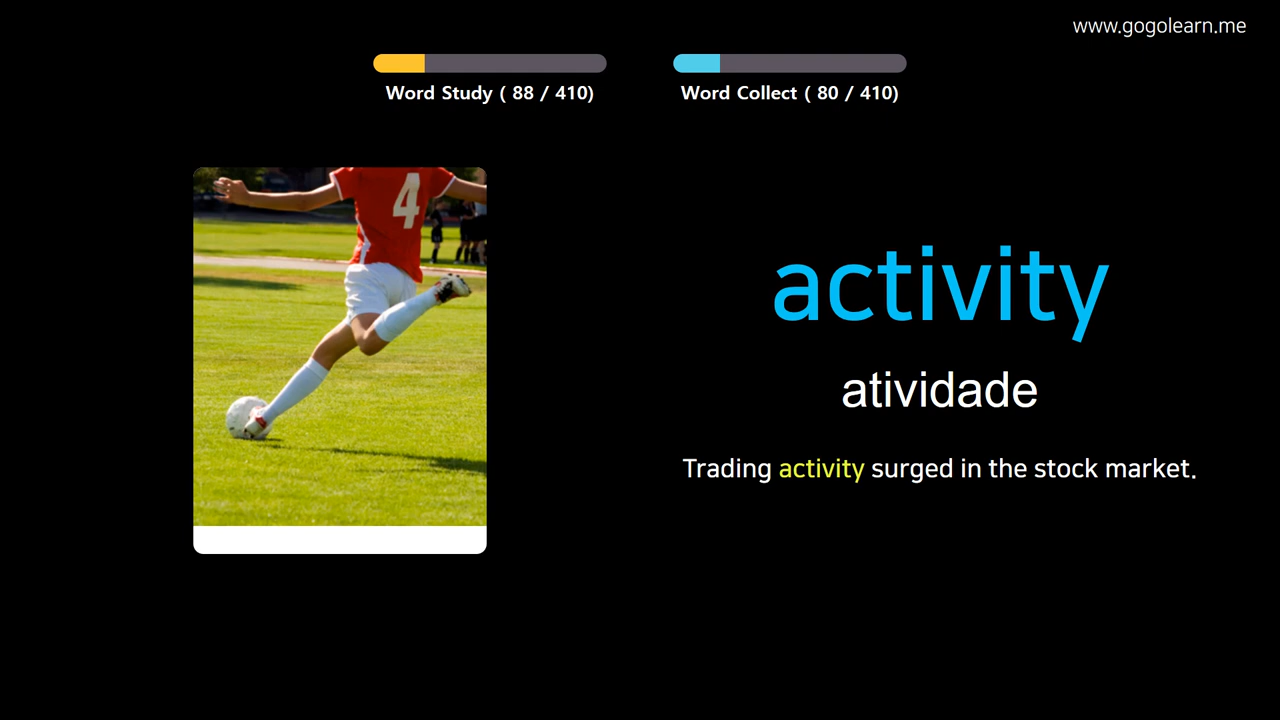 www.gogolearn.me
Word Study ( 88 / 410)
Word Collect ( 80 / 410)
4
activity
atividade
Trading activity surged in the stock market.